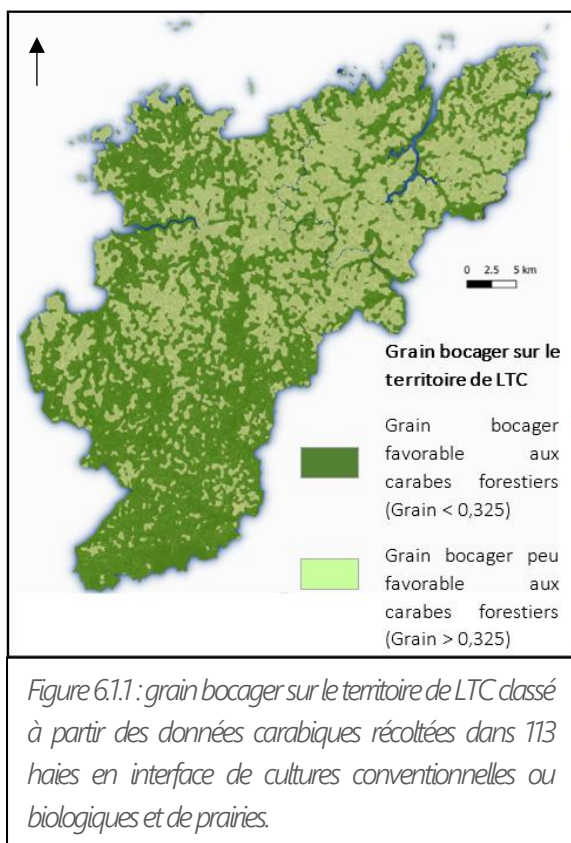 0 2.5 5 km
Grain bocager sur le
territoire de LTC
Grain bocager
favorable aux
carabes forestiers
(Grain < 0,325)
Grain bocager peu
favorable aux
carabes forestiers
(Grain > 0,325)
Figure 6.1.1 : grain bocager sur le territoire de LTC classé
à partir des données carabiques récoltées dans 113
haies en interface de cultures conventionnelles ou
biologiques et de prairies.